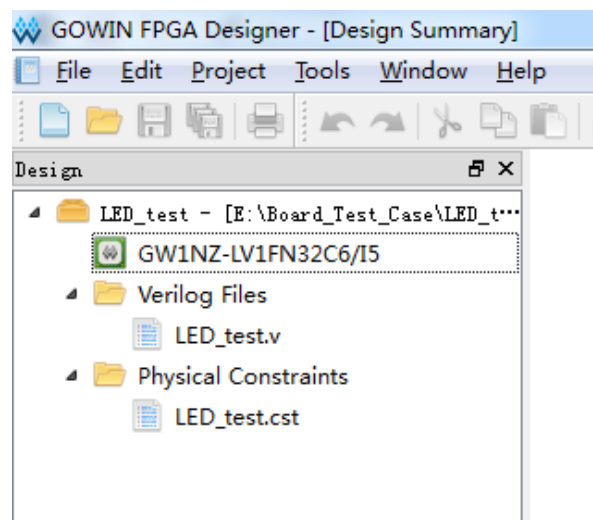 GOWIN FPGA Designer - [Design Summary]
File Edit Project Tools Window Help
Design
LED_test - [E:\Board_Test_Case\LED_t…
GW1NZ-LV1FN32C6/I5
Verilog Files
LED_test.v
Physical Constraints
LED_test.cst